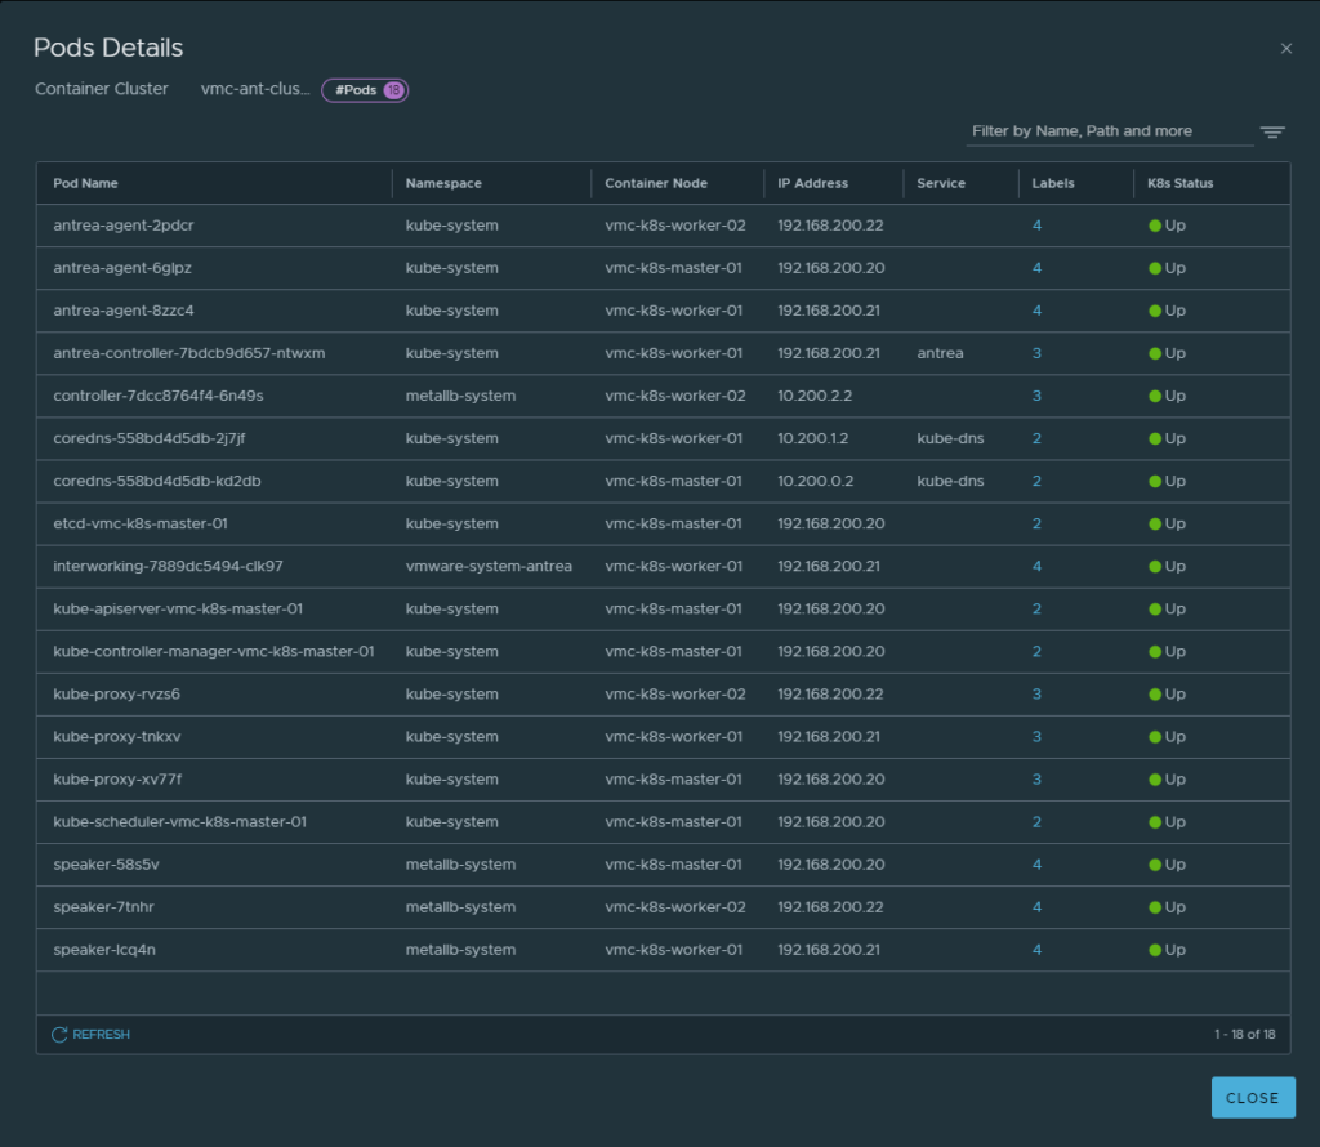 Pods Details
Container Cluster vmc-ant-clus... #Pods 18
Filter by Name, Path and more
Pod Name Namespace Container Node IP Address Service Labels K8s Status
antrea-agent-2pdcr kube-system vmc-k8s-worker-02 192.168.200.22 4 Up
antrea-agent-6glpz kube-system vmc-k8s-master-01 192.168.200.20 4 Up
antrea-agent-8zzc4 kube-system vmc-k8s-worker-01 192.168.200.21 4 Up
antrea-controller-7bdcb9d657-ntwxm kube-system vmc-k8s-worker-01 192.168.200.21 antrea 3 Up
controller-7dcc8764f4-6n49s metallb-system vmc-k8s-worker-02 10.200.2.2 3 Up
coredns-558bd4d5db-2j7jf kube-system vmc-k8s-worker-01 10.200.1.2 kube-dns 2 Up
coredns-558bd4d5db-kd2db kube-system vmc-k8s-master-01 10.200.0.2 kube-dns 2 Up
etcd-vmc-k8s-master-01 kube-system vmc-k8s-master-01 192.168.200.20 2 Up
interworking-7889dc5494-clk97 vmware-system-antrea vmc-k8s-worker-01 192.168.200.21 4 Up
kube-apiserver-vmc-k8s-master-01 kube-system vmc-k8s-master-01 192.168.200.20 2 Up
kube-controller-manager-vmc-k8s-master-01 kube-system vmc-k8s-master-01 192.168.200.20 2 Up
kube-proxy-rvzs6 kube-system vmc-k8s-worker-02 192.168.200.22 3 Up
kube-proxy-tnkxv kube-system vmc-k8s-worker-01 192.168.200.21 3 Up
kube-proxy-xv77f kube-system vmc-k8s-master-01 192.168.200.20 3 Up
kube-scheduler-vmc-k8s-master-01 kube-system vmc-k8s-master-01 192.168.200.20 2 Up
speaker-58s5v metallb-system vmc-k8s-master-01 192.168.200.20 4 Up
speaker-7tnhr metallb-system vmc-k8s-worker-02 192.168.200.22 4 Up
speaker-lcq4n metallb-system vmc-k8s-worker-01 192.168.200.21 4 Up
REFRESH 1 - 18 of 18
CLOSE